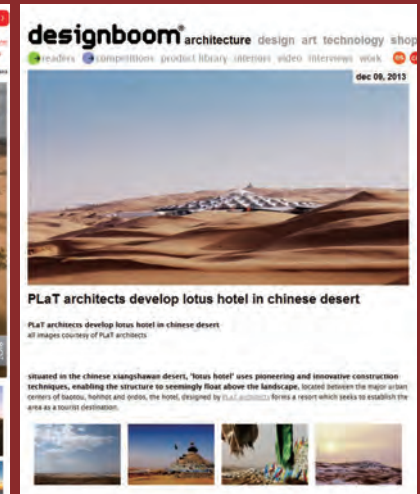 designboom® architecture design art technology shop
readers competitions product library interiors video interviews work
dec 09, 2013
PLaT architects develop lotus hotel in chinese desert
PLaT architects develop lotus hotel in chinese desert
all images courtesy of PLaT architects
situated in the chinese xiangshawan desert, 'lotus hotel' uses pioneering and innovative construction
techniques, enabling the structure to seemingly float above the landscape. located between the major urban
centers of baotou, hohhot and ordos, the hotel, designed by PLaT architects forms a resort which seeks to establish the
area as a tourist destination.